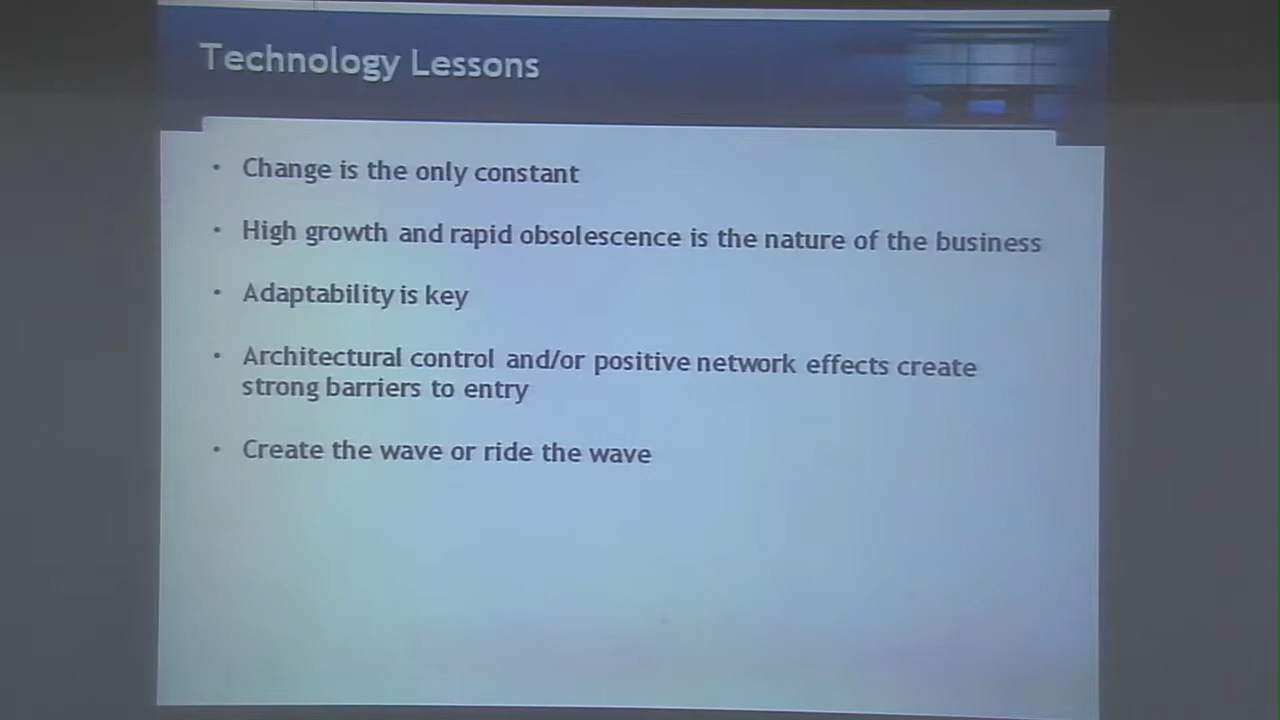 Technology Lessons
• Change is the only constant
• High growth and rapid obsolescence is the nature of the business
• Adaptability is key
• Architectural control and/or positive network effects create
strong barriers to entry
• Create the wave or ride the wave